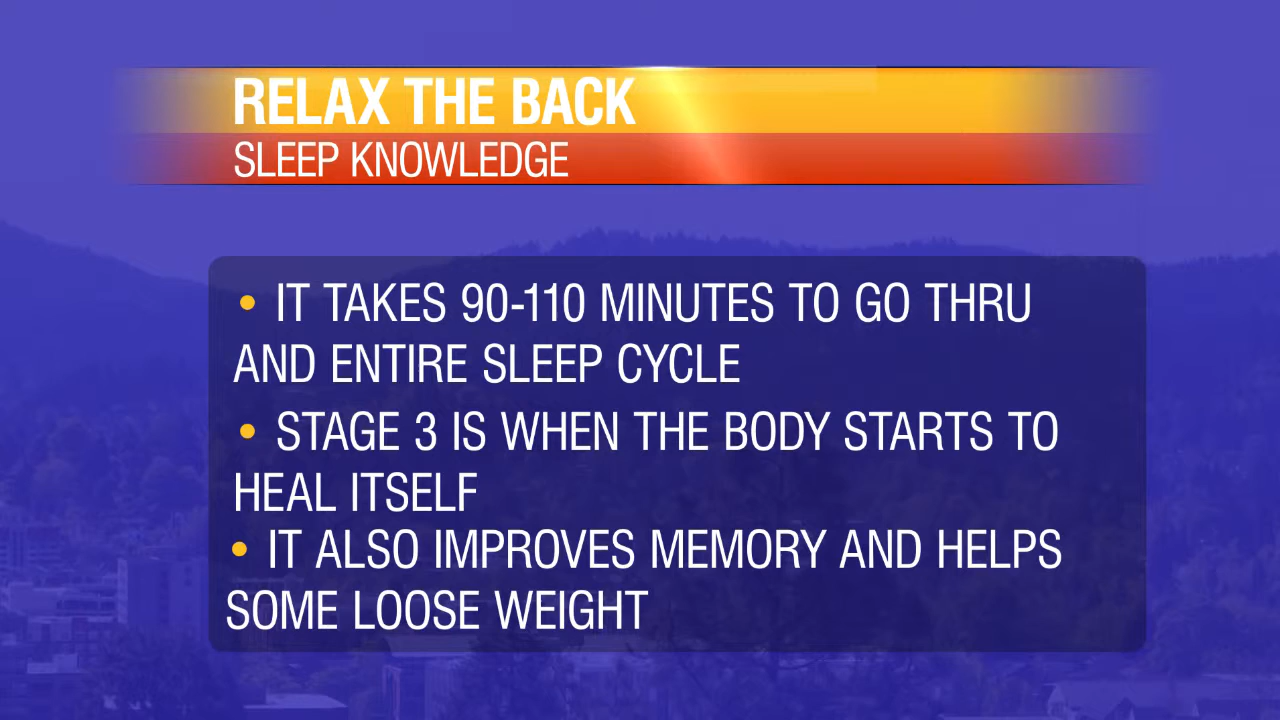 RELAX THE BACK
SLEEP KNOWLEDGE
• IT TAKES 90-110 MINUTES TO GO THRU
AND ENTIRE SLEEP CYCLE
• STAGE 3 IS WHEN THE BODY STARTS TO
HEAL ITSELF
• IT ALSO IMPROVES MEMORY AND HELPS
SOME LOOSE WEIGHT